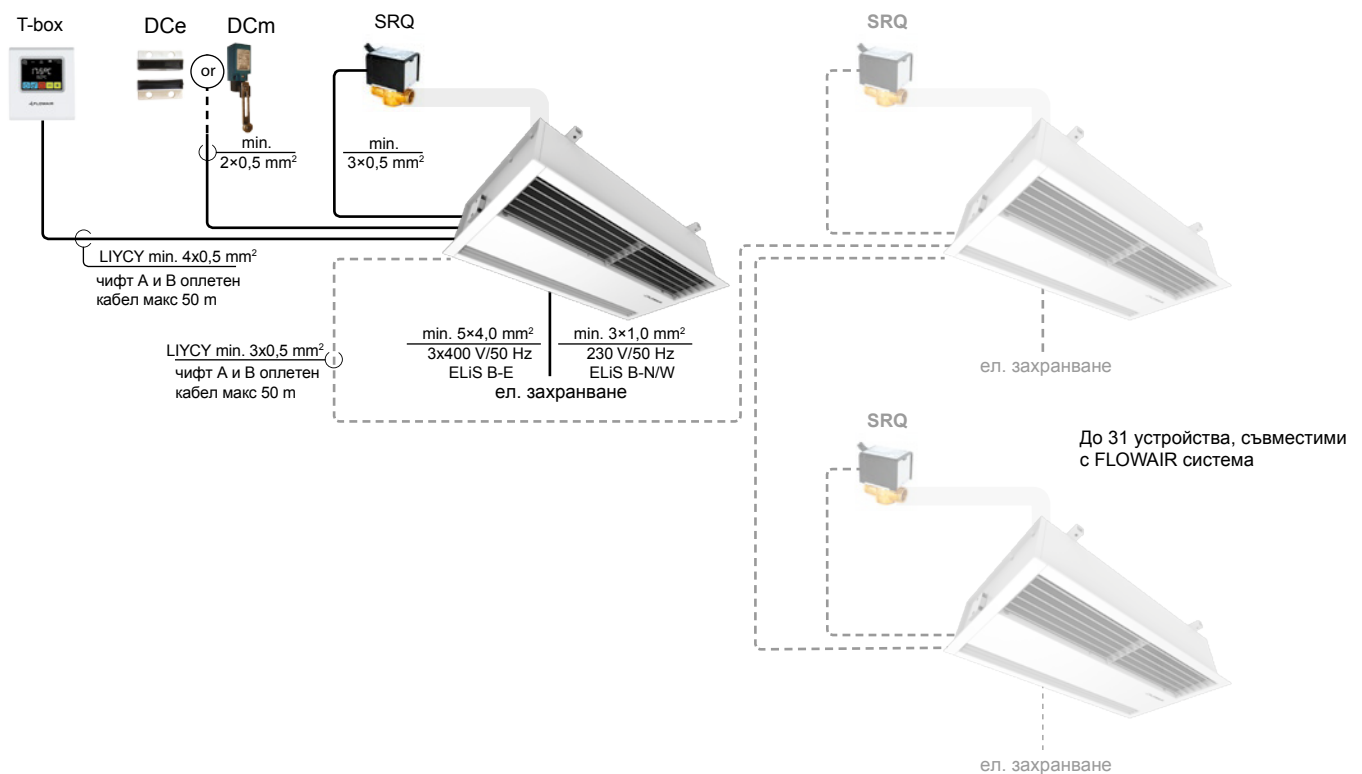 T-box
DCe
DCm
SRQ
SRQ
or
17.5°C
FLOWAIR
min.
2×0,5 mm²
min.
3×0,5 mm²
LIYCY min. 4x0,5 mm²
чифт А и В оплетен
кабел макс 50 m
LIYCY min. 3x0,5 mm²
чифт А и В оплетен
кабел макс 50 m
min. 5×4,0 mm²
3x400 V/50 Hz
ELiS B-E
min. 3×1,0 mm²
230 V/50 Hz
ELiS B-N/W
ел. захранване
ел. захранване
SRQ
До 31 устройства, съвместими
с FLOWAIR система
ел. захранване